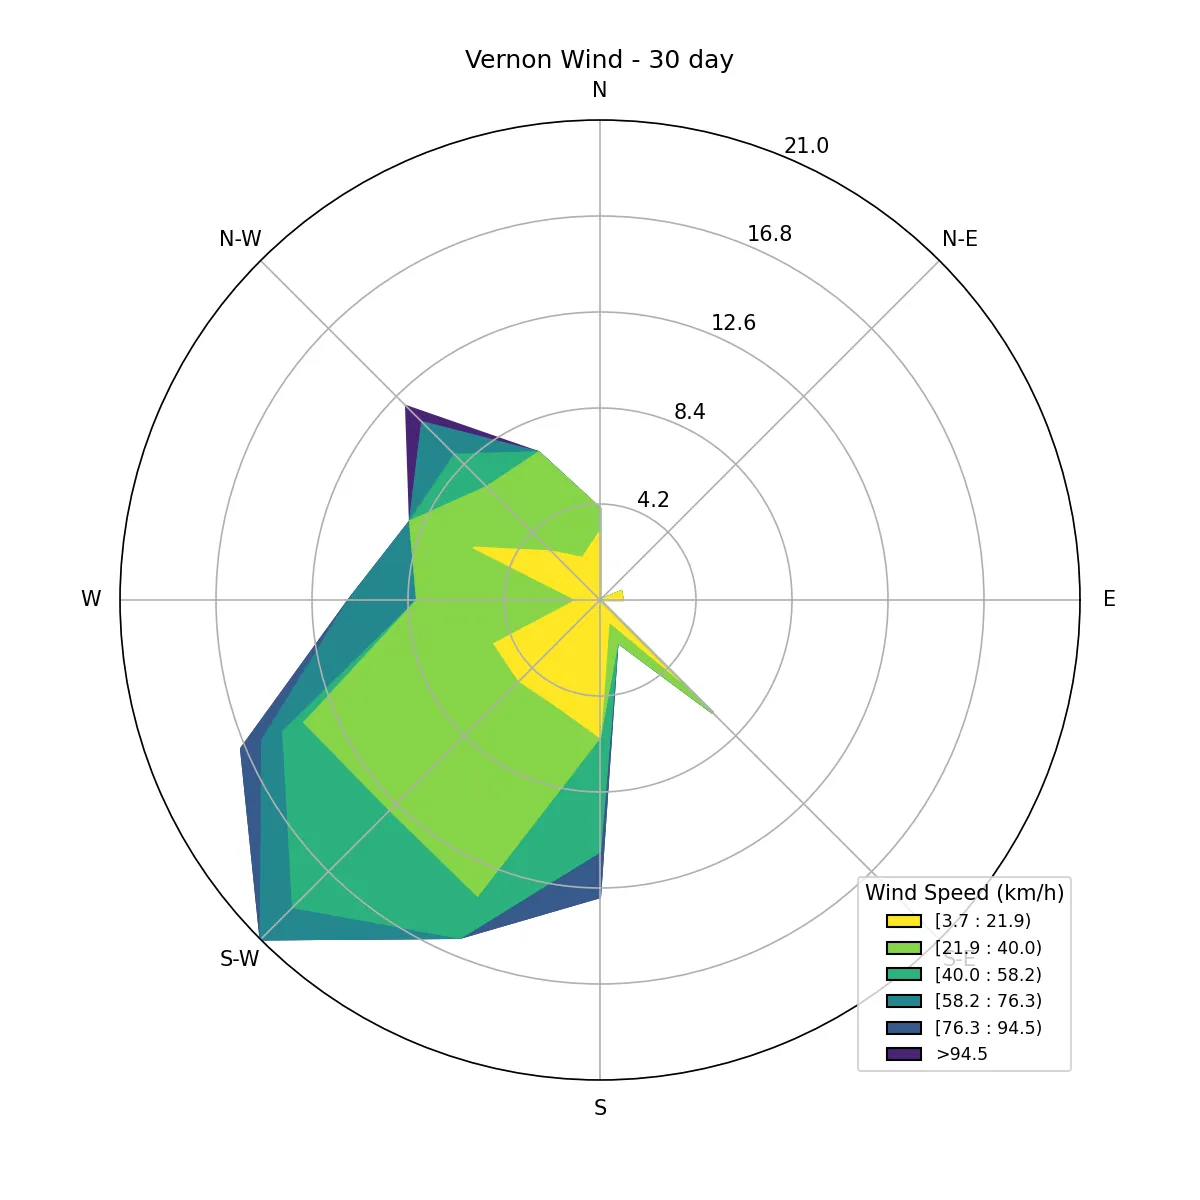 Vernon Wind - 30 day
N
21.0
16.8
N-W
N-E
12.6
8.4
4.2
W
E
S-W
S-E
S
Wind Speed (km/h)
[3.7 : 21.9)
[21.9 : 40.0)
[40.0 : 58.2)
[58.2 : 76.3)
[76.3 : 94.5)
>94.5